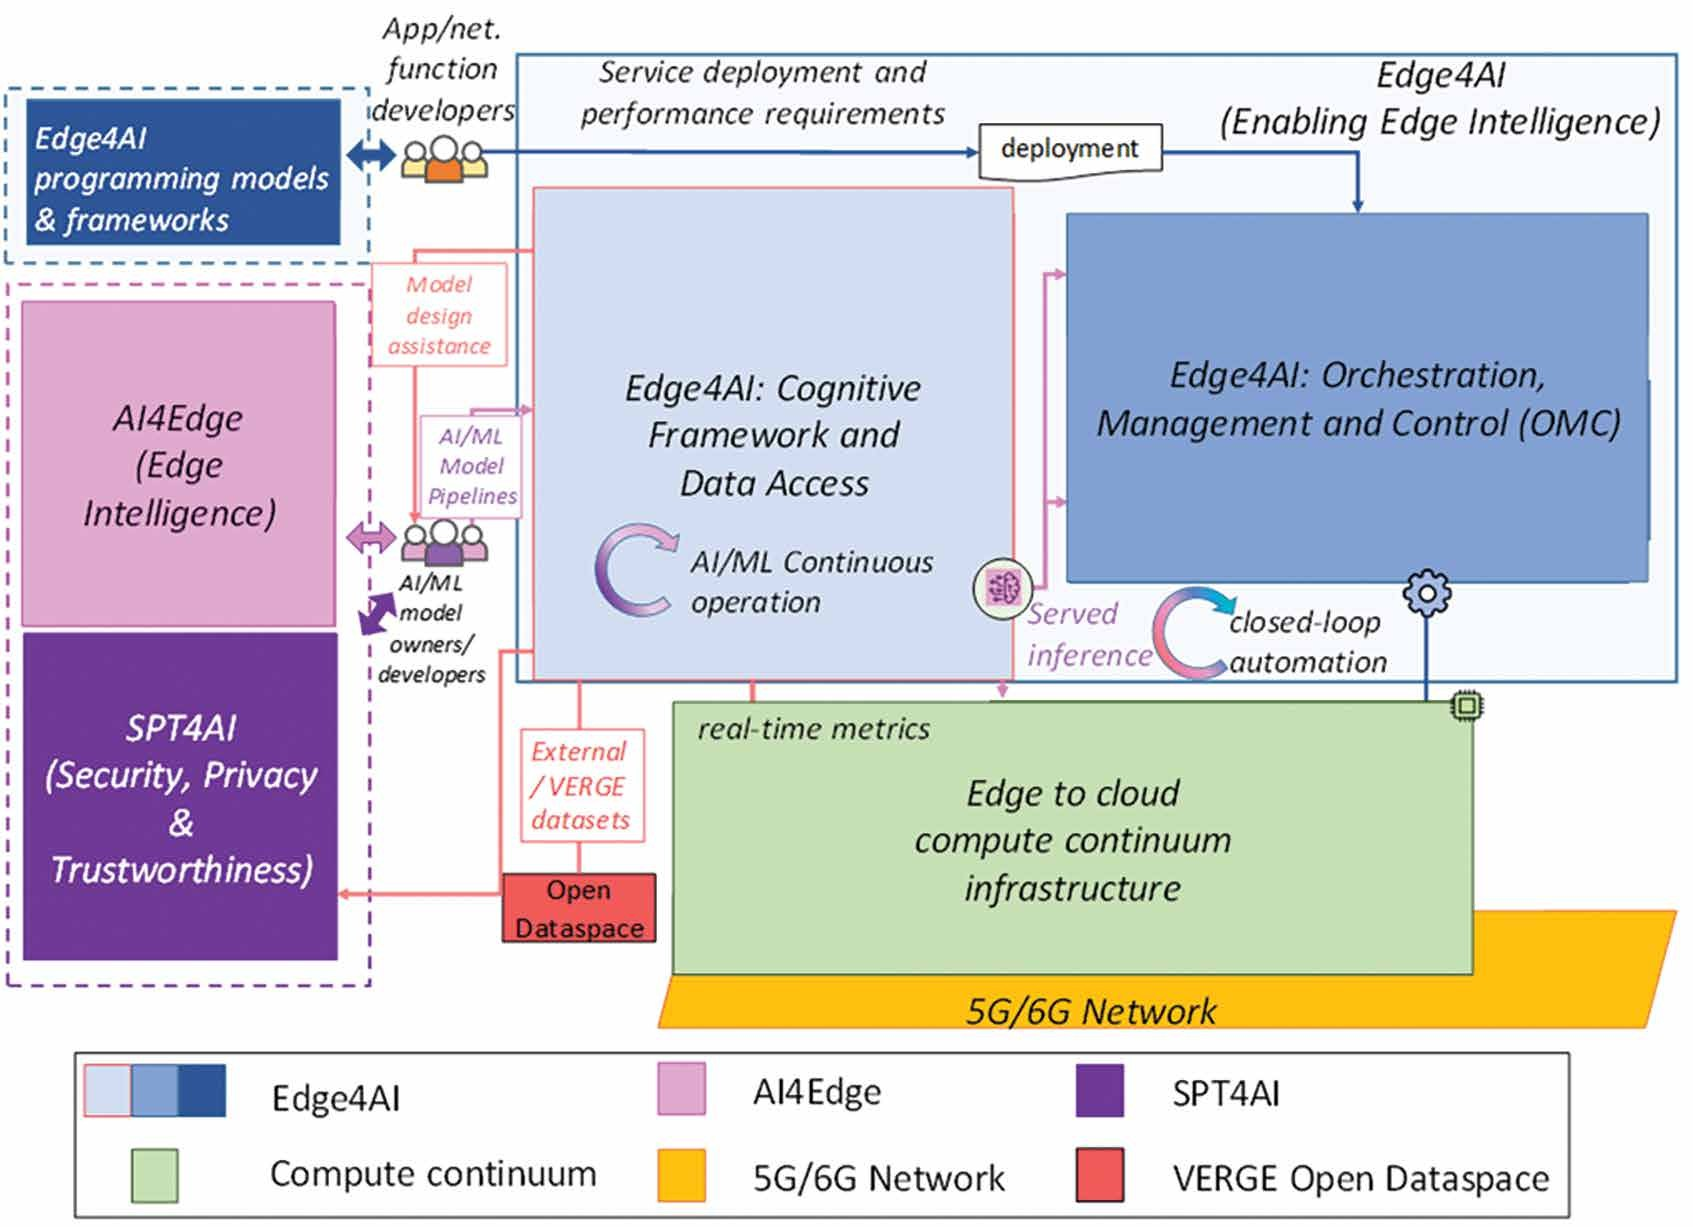 App/net.
function
developers
Service deployment and
performance requirements
Edge4AI
(Enabling Edge Intelligence)
Edge4AI
programming models
& frameworks
deployment
Model
design
assistance
AI4Edge
(Edge
Intelligence)
AI/ML
Model
Pipelines
Edge4AI: Cognitive
Framework and
Data Access
Edge4AI: Orchestration,
Management and Control (OMC)
AI/ML Continuous
operation
AI/ML
model
owners/
developers
Served
inference
closed-loop
automation
SPT4AI
(Security, Privacy
&
Trustworthiness)
External
/ VERGE
datasets
real-time metrics
Edge to cloud
compute continuum
infrastructure
Open
Dataspace
5G/6G Network
Edge4AI
AI4Edge
SPT4AI
Compute continuum
5G/6G Network
VERGE Open Dataspace